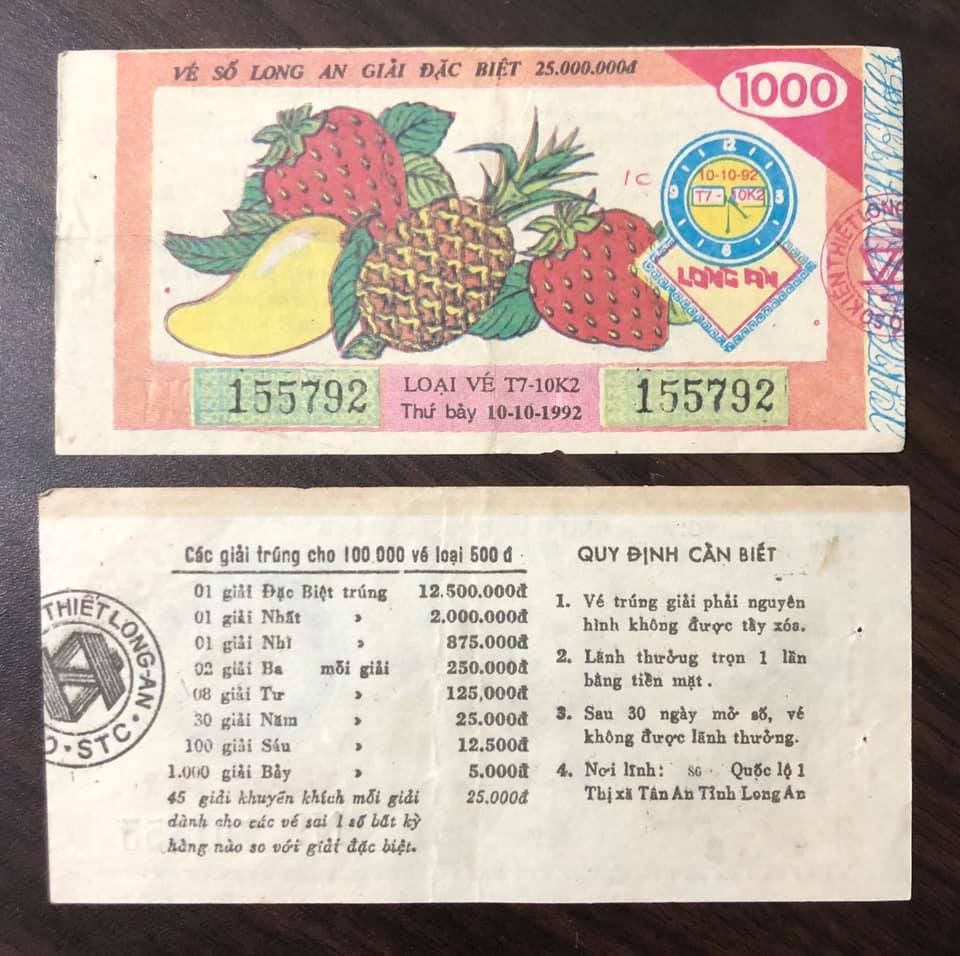 VÉ SỐ LONG AN GIẢI ĐẶC BIỆT 25.000.000đ
1000
1C
12
3
6
9
10-10-92
T7 - 10K2
LONG AN
155792
LOẠI VÉ T7-10K2
Thứ bảy 10-10-1992
155792
Các giải trúng cho 100.000 vé loại 500 đ
01 giải Đặc Biệt trúng 12.500.000đ
01 giải Nhất » 2.000.000đ
01 giải Nhì » 875.000đ
02 giải Ba mỗi giải 250.000đ
08 giải Tư » 125,000đ
30 giải Năm » 25.000đ
100 giải Sáu » 12.500đ
1.000 giải Bảy » 5.000đ
45 giải khuyến khích mỗi giải 25.000đ
dành cho các vé sai 1 số bất kỳ
hàng nào so với giải đặc biệt.
THIẾT LONG-AN
STC
QUY ĐỊNH CẦN BIẾT
1. Vé trúng giải phải nguyên
hình không được tẩy xóa.
2. Lãnh thưởng trọn 1 lần
bằng tiền mặt.
3. Sau 30 ngày mở số, vé
không được lãnh thưởng.
4. Nơi lĩnh: 86 Quốc lộ 1
Thị xã Tân An Tỉnh Long An